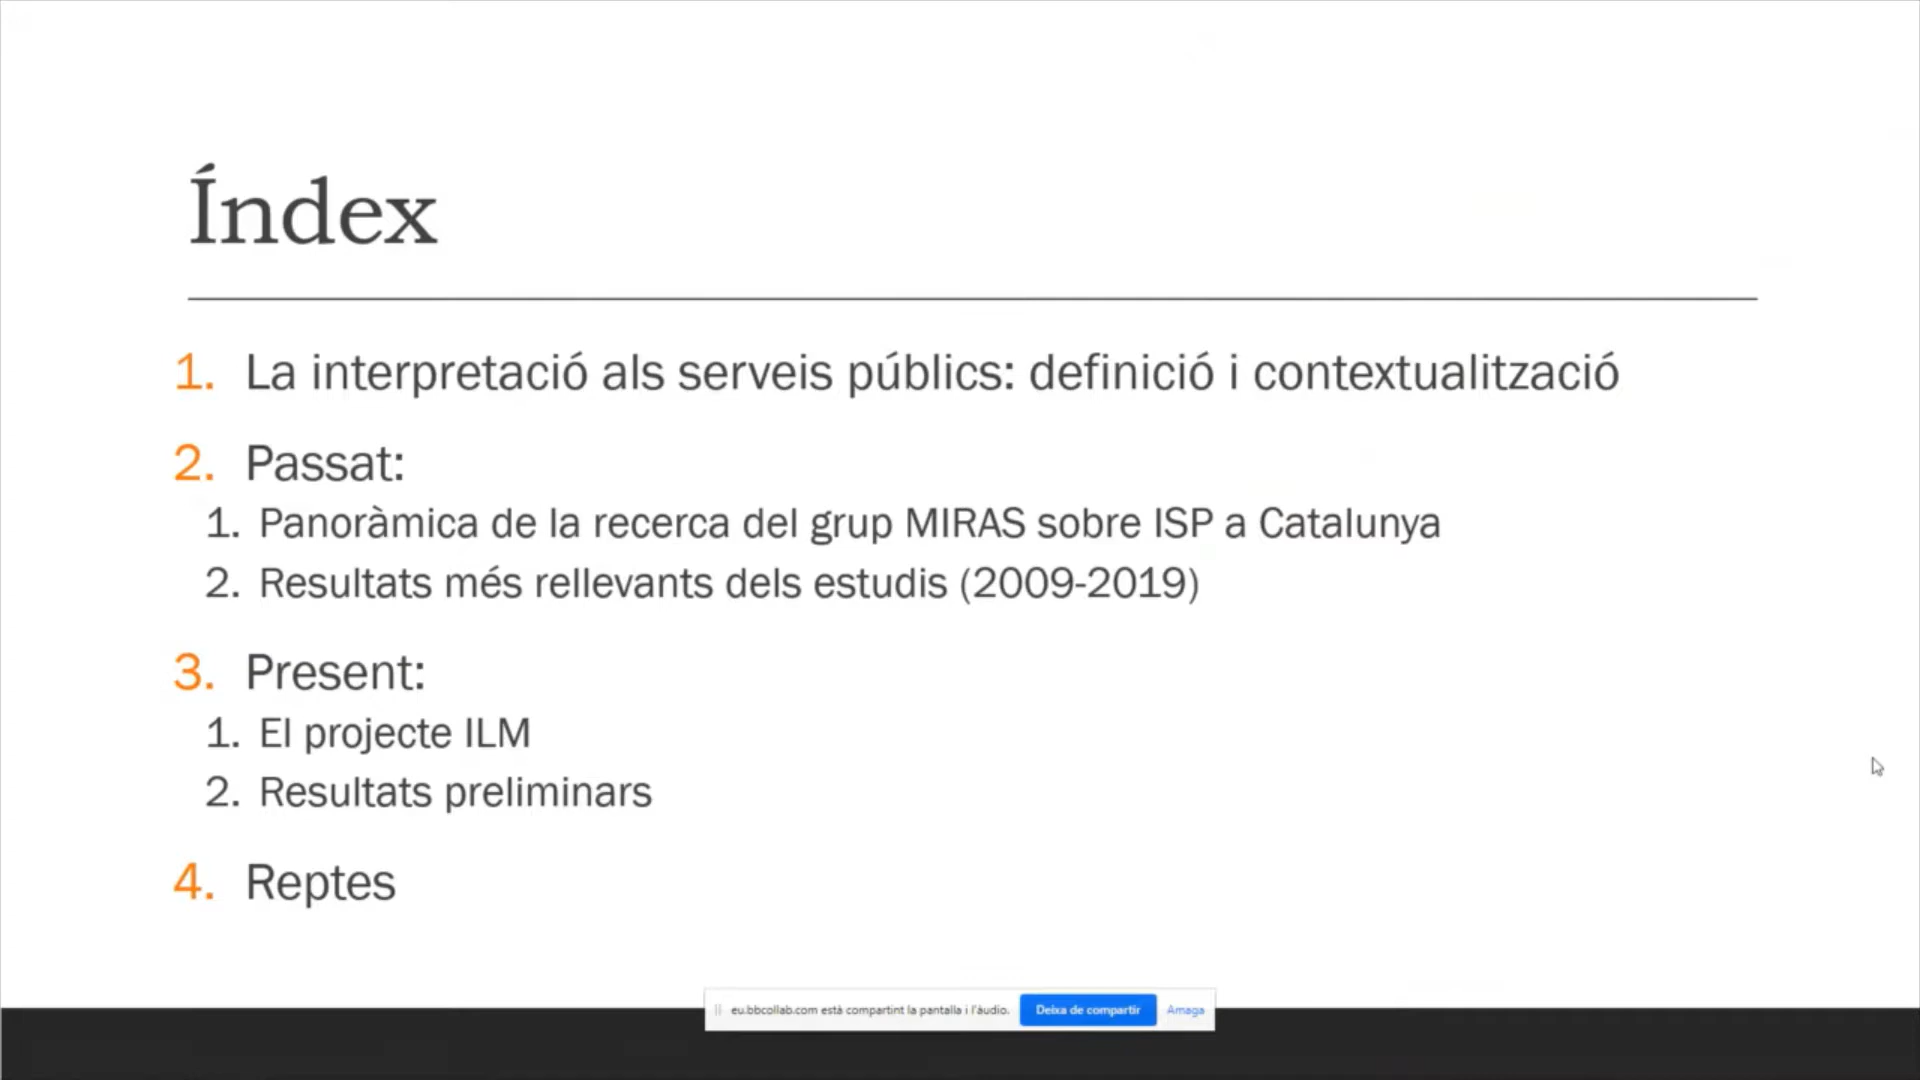 Índex
1. La interpretació als serveis públics: definició i contextualització
2. Passat:
1. Panoràmica de la recerca del grup MIRAS sobre ISP a Catalunya
2. Resultats més rellevants dels estudis (2009-2019)
3. Present:
1. El projecte ILM
2. Resultats preliminars
4. Reptes
eu.bbcollab.com està compartint la pantalla i l'àudio. Deixa de compartir Amaga